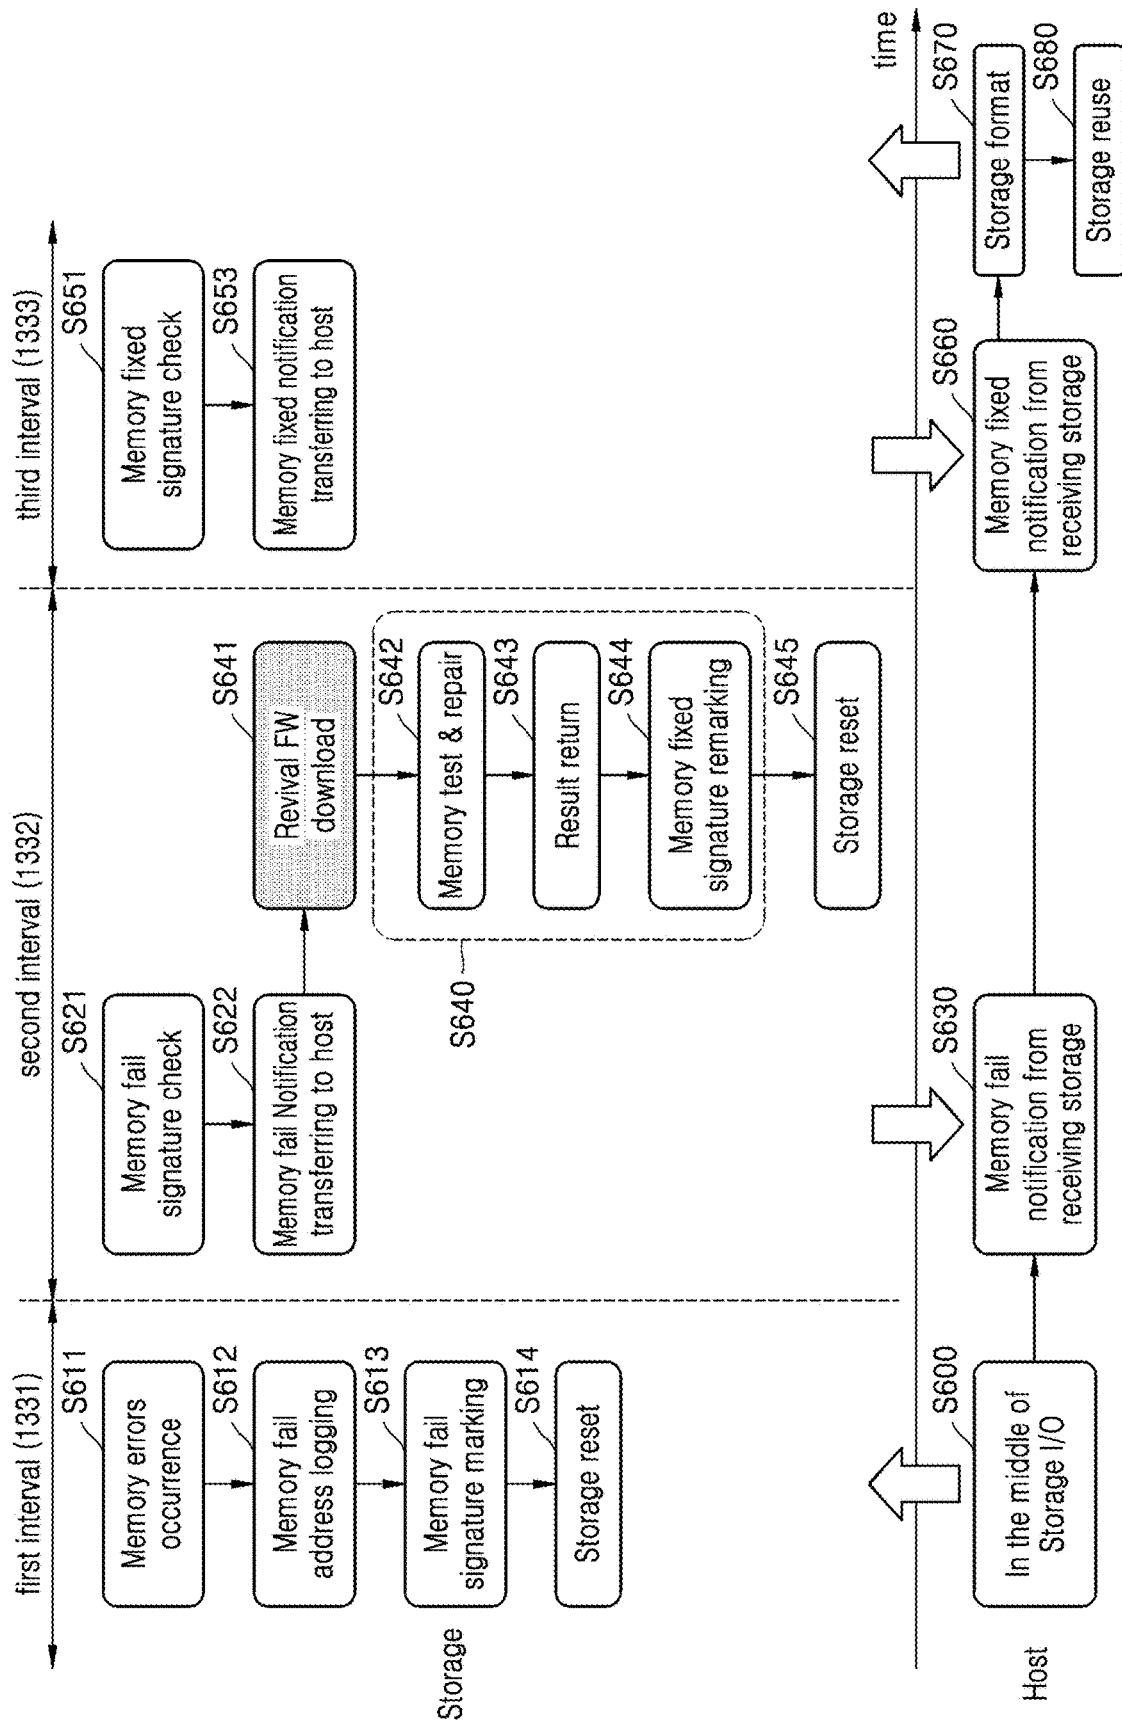 first interval (1331)
second interval (1332)
third interval (1333)
S611
Memory errors
occurrence
S612
Memory fail
address logging
S613
Memory fail
signature marking
S614
Storage reset
S621
Memory fail
signature check
S622
Memory fail Notification
transferring to host
S641
Revival FW
download
S642
Memory test & repair
S643
Result return
S644
Memory fixed
signature remarking
S645
Storage reset
S640
S651
Memory fixed
signature check
S653
Memory fixed notification
transferring to host
Storage
time
Host
S600
In the middle of
Storage I/O
S630
Memory fail
notification from
receiving storage
S660
Memory fixed
notification from
receiving storage
S670
Storage format
S680
Storage reuse